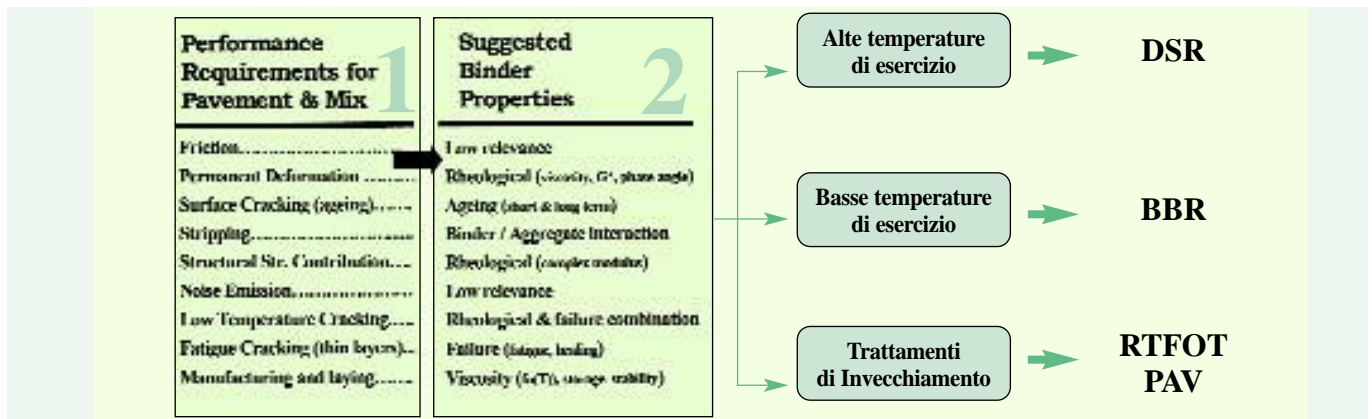 Performance
Requirements for
Pavement & Mix
1
Friction
Permanent Deformation
Surface Cracking (ageing)
Stripping
Structural Str. Contribution
Noise Emission
Low Temperature Cracking
Fatigue Cracking (thin layers)
Manufacturing and laying
Suggested
Binder
Properties
2
Low relevance
Rheological (viscosity, G*, phase angle)
Ageing (short & long term)
Binder / Aggregate interaction
Rheological (complex modulus)
Low relevance
Rheological & failure combination
Failure (fatigue, healing)
Viscosity storage stability)
Alte temperature
di esercizio
DSR
Basse temperature
di esercizio
BBR
Trattamenti
di Invecchiamento
RTFOT
PAV